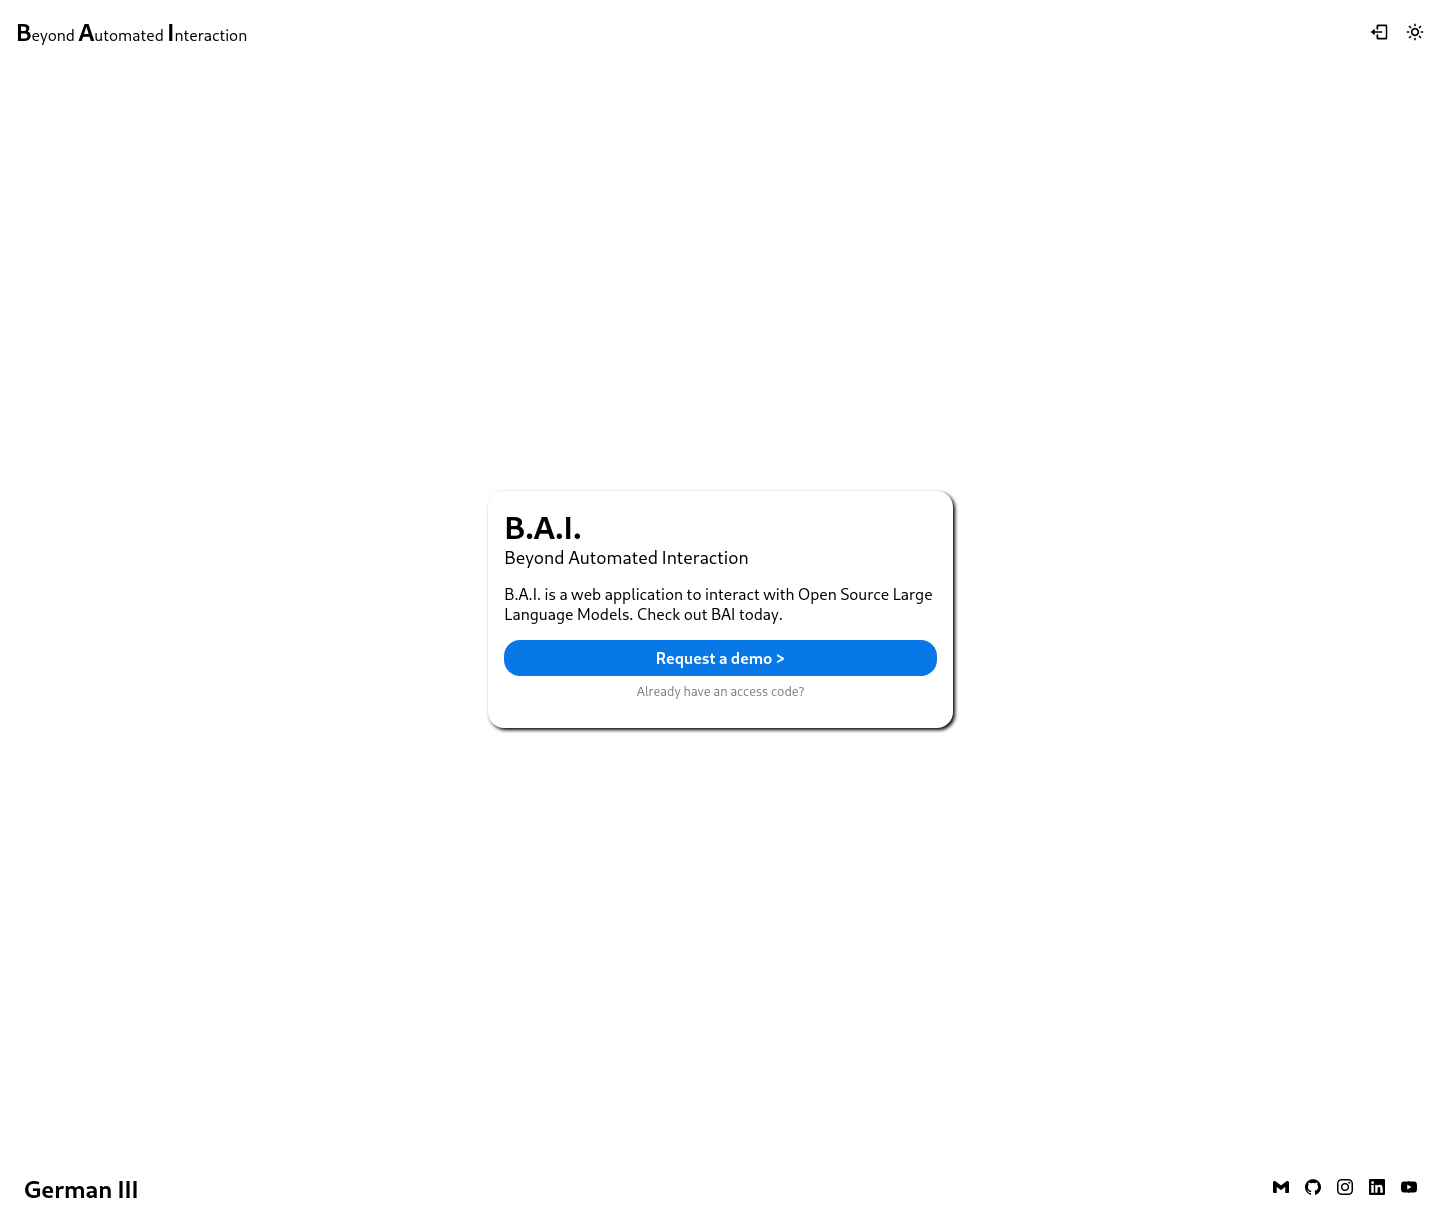 Beyond Automated Interaction
B.A.I.
Beyond Automated Interaction
B.A.I. is a web application to interact with Open Source Large
Language Models. Check out BAI today.
Request a demo >
Already have an access code?
German III